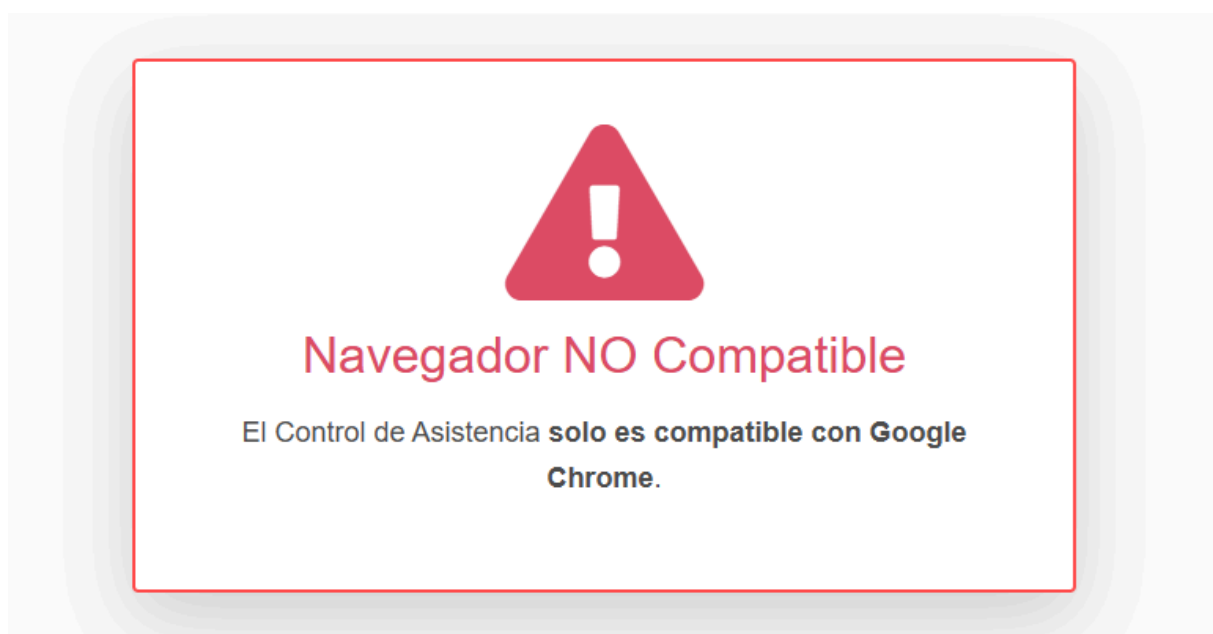 Navegador NO Compatible
El Control de Asistencia solo es compatible con Google
Chrome.